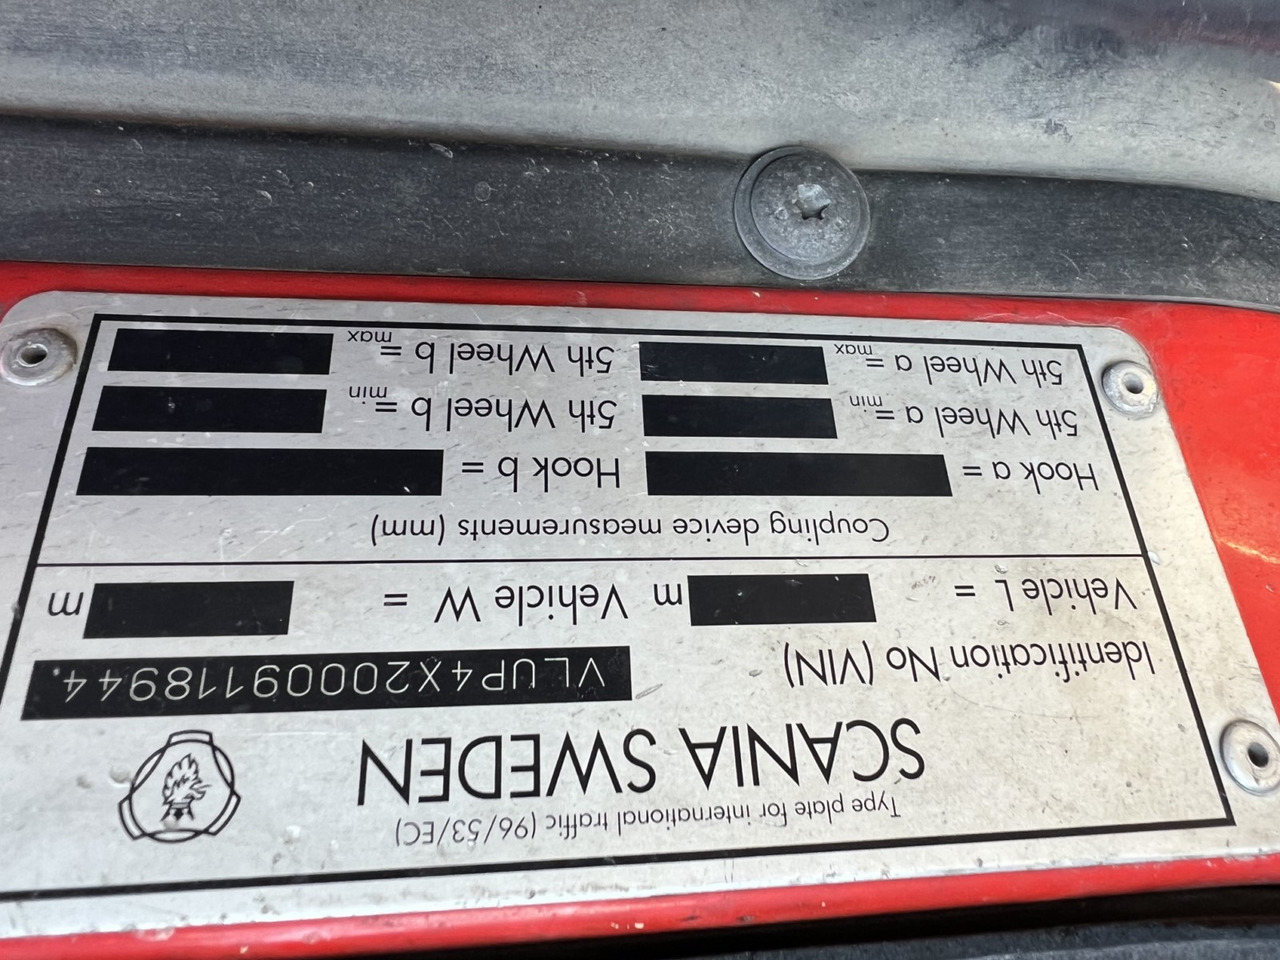 Type plate for international traffic (96/53/EC)
SCANIA SWEDEN
Identification No (VIN) VLUP4X20009118944.
Vehicle L = m Vehicle W = m
Coupling device measurements (mm)
Hook a = Hook b =
5th Wheel a min = 5th Wheel b min =
5th Wheel a max = 5th Wheel b max =